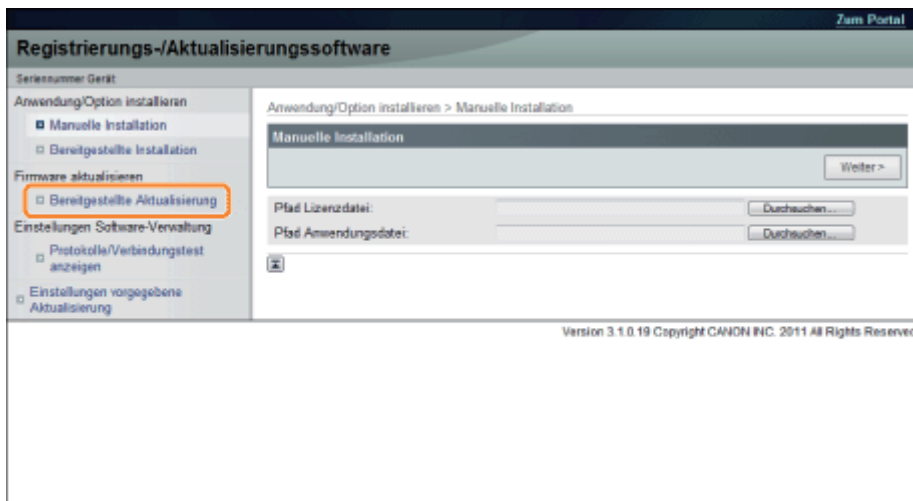 Zum Portal
Registrierungs-/Aktualisierungssoftware
Seriennummer Gerät
Anwendung/Option installieren
Manuelle Installation
Bereitgestellte Installation
Firmware aktualisieren
Bereitgestellte Aktualisierung
Einstellungen Software-Verwaltung
Protokolle/Verbindungstest
anzeigen
Einstellungen vorgegebene
Aktualisierung
Anwendung/Option installieren > Manuelle Installation
Manuelle Installation
Weiter >
Pfad Lizenzdatei:
Durchsuchen...
Pfad Anwendungsdatei:
Durchsuchen...
Version 3.1.0.19 Copyright CANON INC. 2011 All Rights Reserved